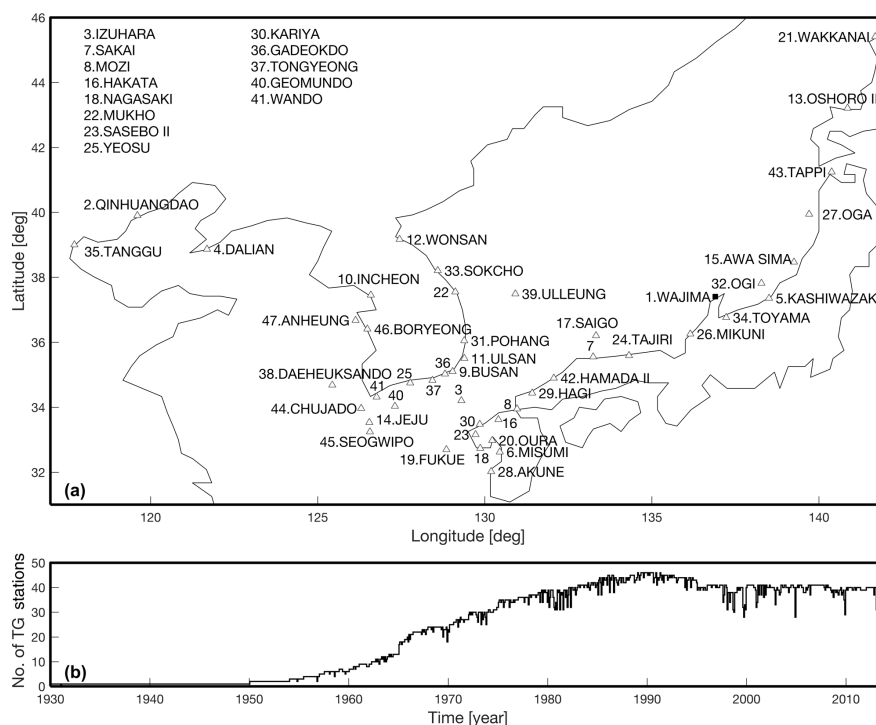 46
44
42
40
38
36
34
32
Latitude [deg]
3.IZUHARA
7.SAKAI
8.MOZI
16.HAKATA
18.NAGASAKI
22.MUKHO
23.SASEBO II
25.YEOSU
30.KARIYA
36.GADEOKDO
37.TONGYEONG
40.GEOMUNDO
41.WANDO
21.WAKKANAI
13.OSHORO II
43.TAPPI
2.QINHUANGDAO
27.OGA
12.WONSAN
35.TANGGU
4.DALIAN
15.AWA SIMA
33.SOKCHO
10.INCHEON
32.OGI
22
39.ULLEUNG
1.WAJIMA
5.KASHIWAZAK
47.ANHEUNG
34.TOYAMA
46.BORYEONG
17.SAIGO
26.MIKUNI
31.POHANG
24.TAJIRI
7
11.ULSAN
36
9.BUSAN
38.DAEHEUKSANDO
25
42.HAMADA II
41
37
40
3
29.HAGI
44.CHUJADO
8
14.JEJU
30
16
45.SEOGWIPO
23
20.OURA
19.FUKUE
18
6.MISUMI
28.AKUNE
(a)
120 125 130 135 140
Longitude [deg]
50
40
30
20
10
0
No. of TG stations
(b)
1930 1940 1950 1960 1970 1980 1990 2000 2010
Time [year]